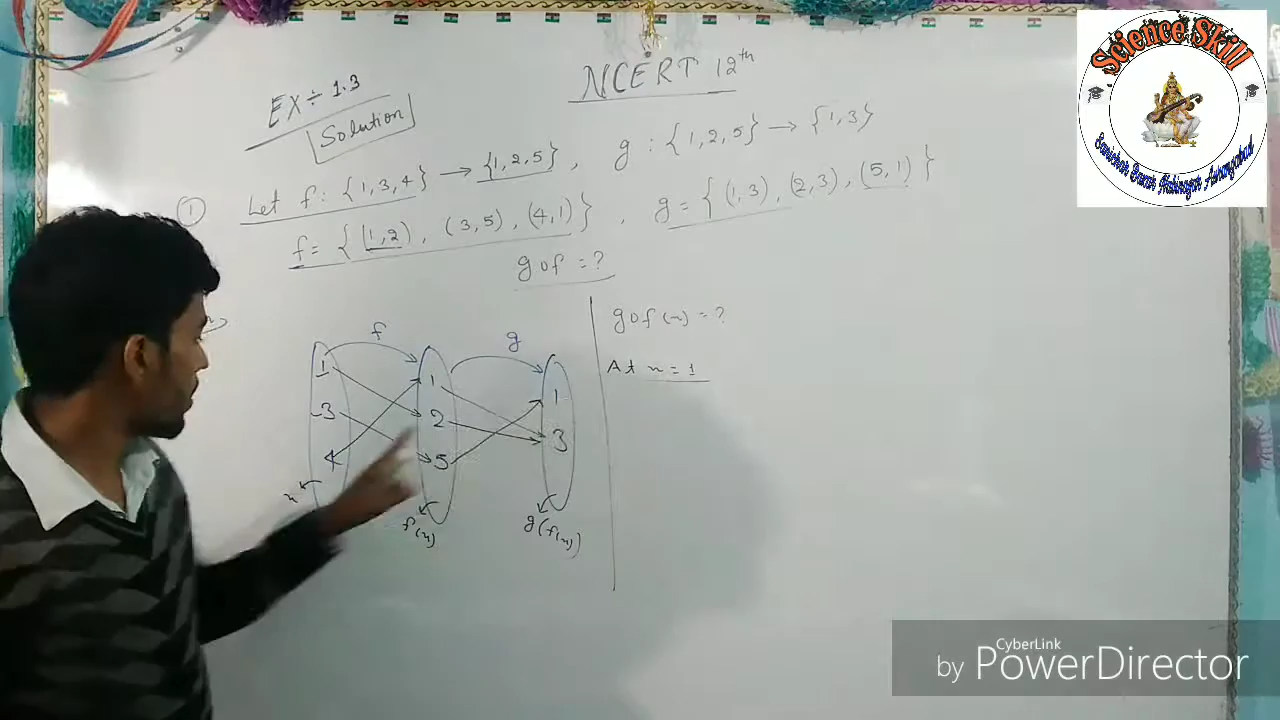 NCERT 12th
EX ÷ 1.3
Solution
① Let f : {1,3,4} → {1,2,5} , g : {1,2,5} → {1,3}
f = { (1,2) , (3,5) , (4,1) } , g = { (1,3) , (2,3) , (5,1) }
gof = ?
f g
1 1 1
3 2 3
4 5
x f(x) g(f(x))
gof(x) = ?
At x = 1
Science Skill
CyberLink
by PowerDirector